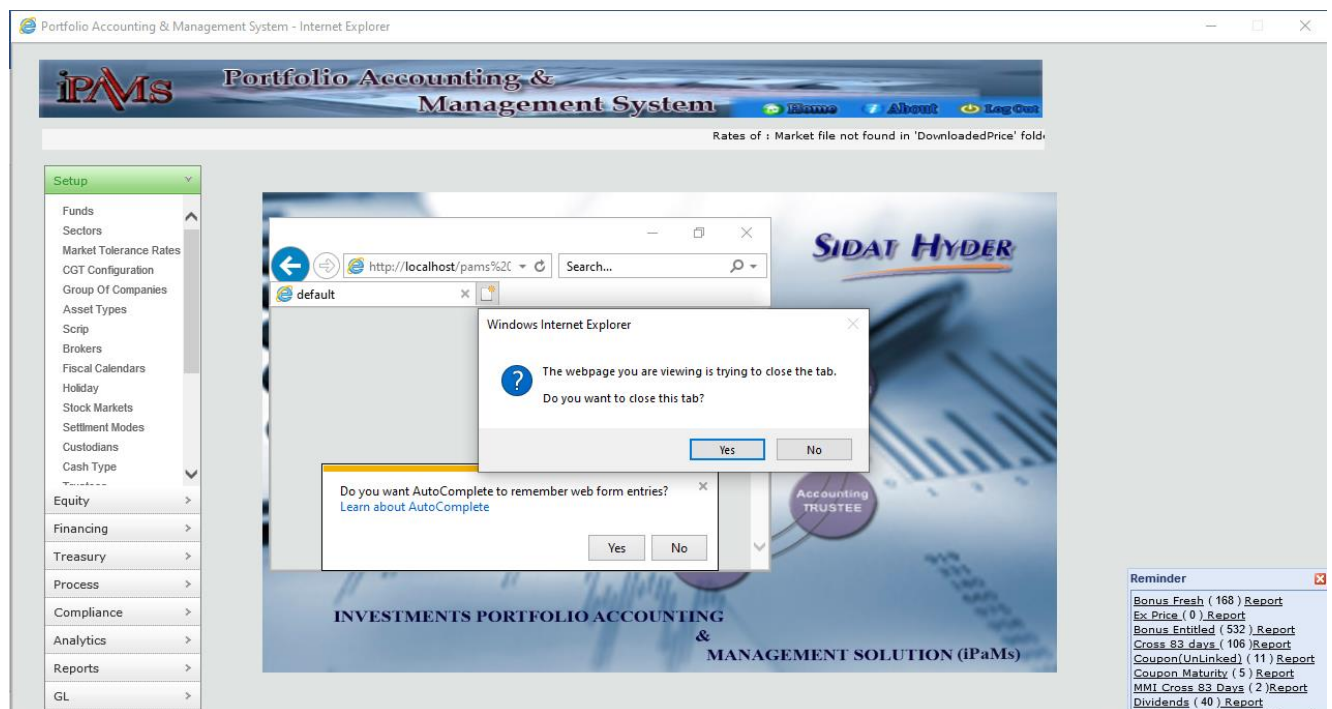 Portfolio Accounting & Management System - Internet Explorer
iPAMs
Portfolio Accounting &
Management System
Home
About
Log Out
Rates of : Market file not found in 'DownloadedPrice' fold
Setup
Funds
Sectors
Market Tolerance Rates
CGT Configuration
Group Of Companies
Asset Types
Scrip
Brokers
Fiscal Calendars
Holiday
Stock Markets
Settlment Modes
Custodians
Cash Type
Equity
Financing
Treasury
Process
Compliance
Analytics
Reports
GL
SIDAT HYDER
http://localhost/pams%2
Search...
default
Windows Internet Explorer
The webpage you are viewing is trying to close the tab.
Do you want to close this tab?
Yes
No
Do you want AutoComplete to remember web form entries?
Learn about AutoComplete
Yes
No
Accounting
TRUSTEE
INVESTMENTS PORTFOLIO ACCOUNTING
&
MANAGEMENT SOLUTION (iPaMs)
Reminder
Bonus Fresh ( 168 ) Report
Ex Price ( 0 ) Report
Bonus Entitled ( 532 ) Report
Cross 83 days ( 106 )Report
Coupon(UnLinked) ( 11 ) Report
Coupon Maturity ( 5 ) Report
MMI Cross 83 Days ( 2 )Report
Dividends ( 40 ) Report